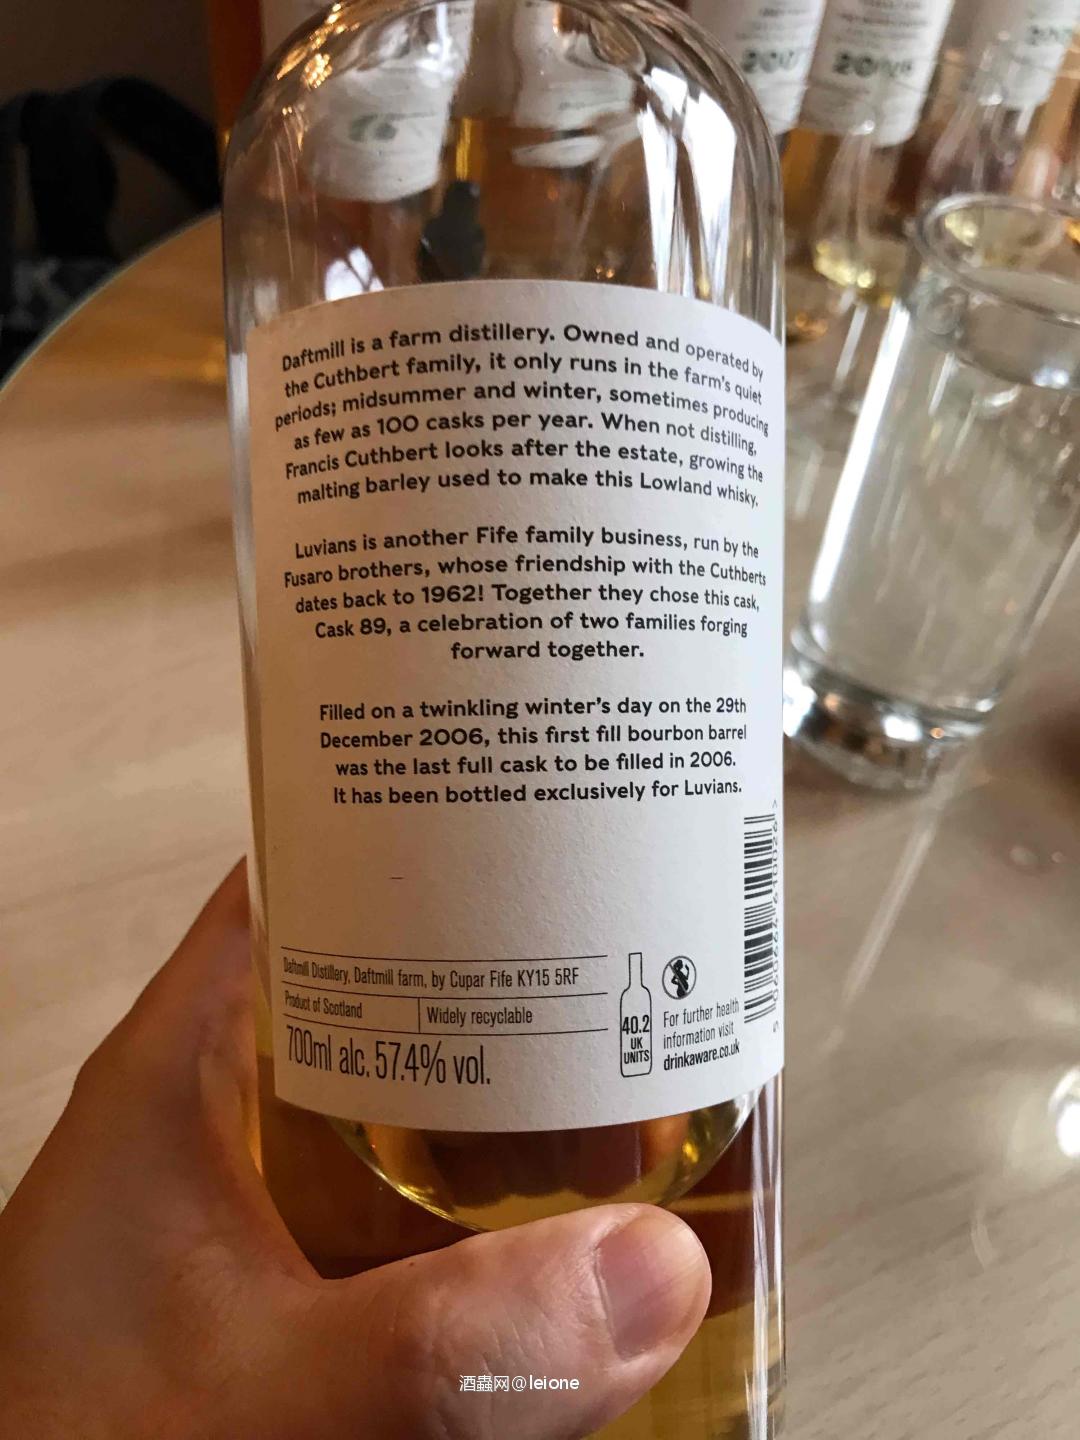 2007
2006
Daftmill is a farm distillery. Owned and operated by
the Cuthbert family, it only runs in the farm's quiet
periods; midsummer and winter, sometimes producing
as few as 100 casks per year. When not distilling,
Francis Cuthbert looks after the estate, growing the
malting barley used to make this Lowland whisky.
Luvians is another Fife family business, run by the
Fusaro brothers, whose friendship with the Cuthberts
dates back to 1962! Together they chose this cask,
Cask 89, a celebration of two families forging
forward together.
Filled on a twinkling winter's day on the 29th
December 2006, this first fill bourbon barrel
was the last full cask to be filled in 2006.
It has been bottled exclusively for Luvians.
Daftmill Distillery, Daftmill farm, by Cupar Fife KY15 5RF
Product of Scotland
Widely recyclable
700ml alc. 57.4% vol.
40.2
UK
UNITS
For further health
information visit
drinkaware.co.uk
5 060664 610026 >
酒蟲网@leione